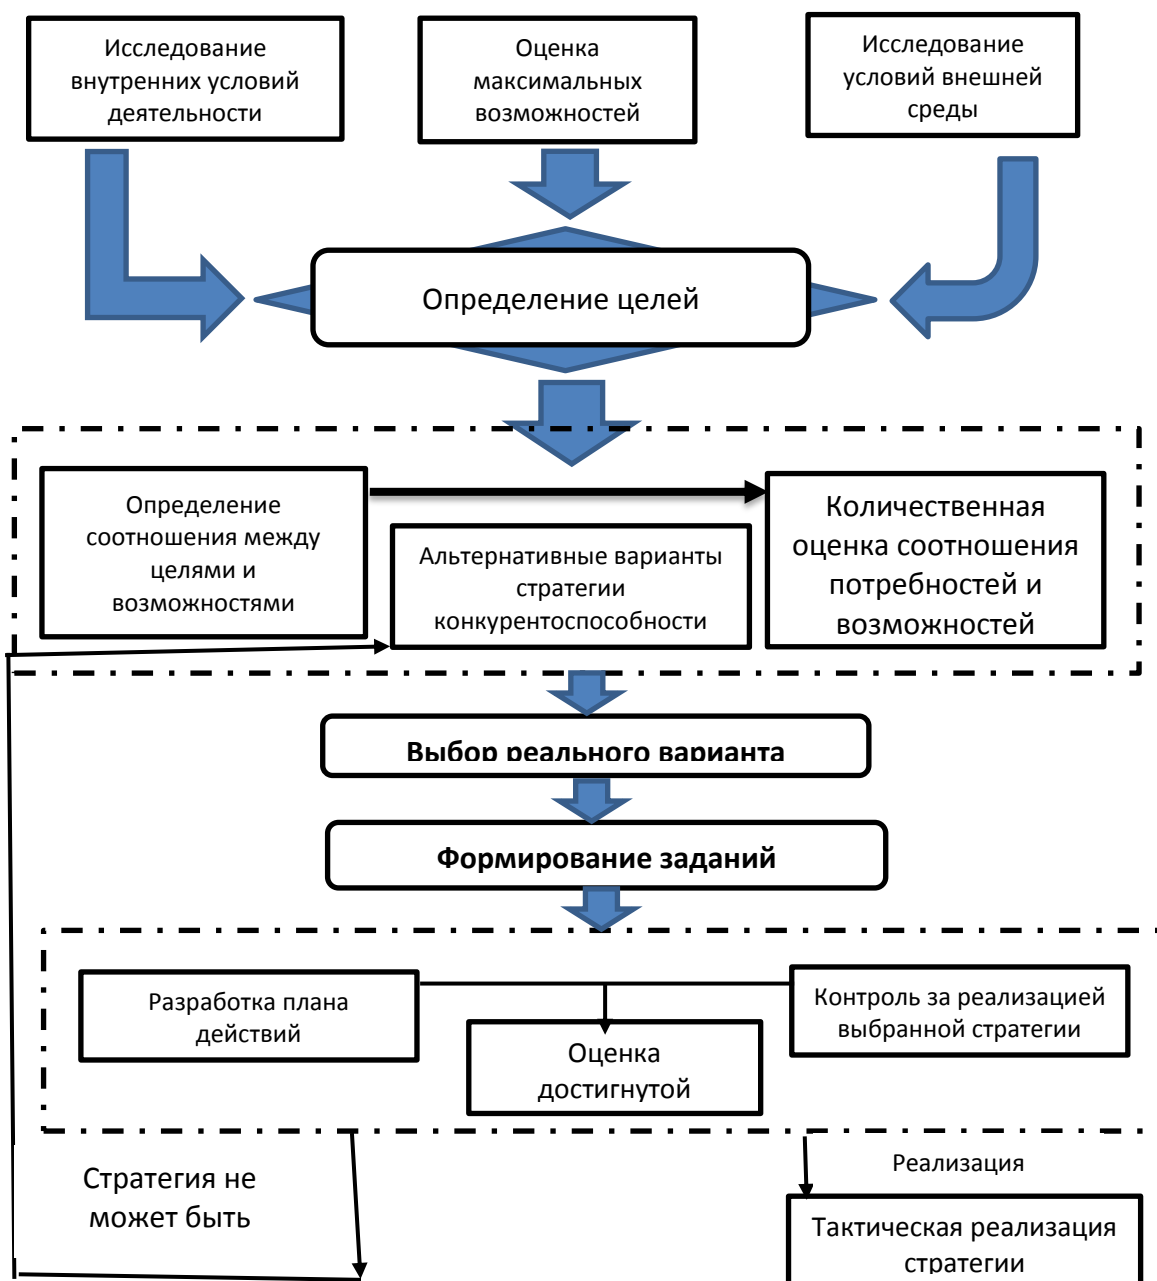 Исследование
внутренних условий
деятельности
Оценка
максимальных
возможностей
Исследование
условий внешней
среды
Определение целей
Определение
соотношения между
целями и
возможностями
Альтернативные варианты
стратегии
конкурентоспособности
Количественная
оценка соотношения
потребностей и
возможностей
Выбор реального варианта
Формирование заданий
Разработка плана
действий
Оценка
достигнутой
Контроль за реализацией
выбранной стратегии
Стратегия не
может быть
Реализация
Тактическая реализация
стратегии